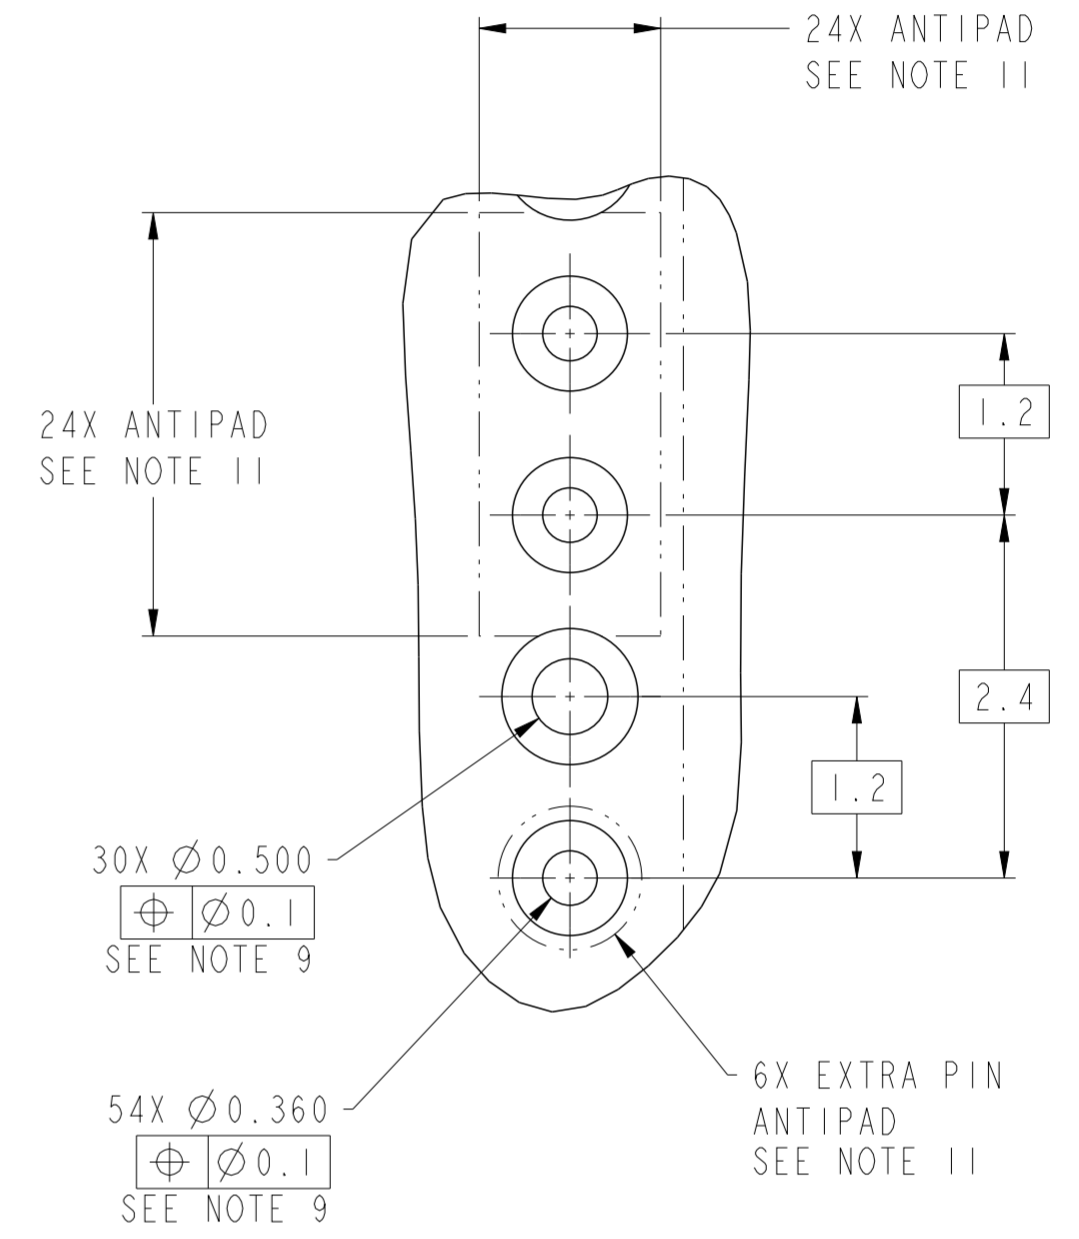 24X ANTIPAD
SEE NOTE 11
24X ANTIPAD
SEE NOTE 11
1.2
2.4
1.2
30X Ø0.500
⌖ Ø0.1
SEE NOTE 9
54X Ø0.360
⌖ Ø0.1
SEE NOTE 9
6X EXTRA PIN
ANTIPAD
SEE NOTE 11